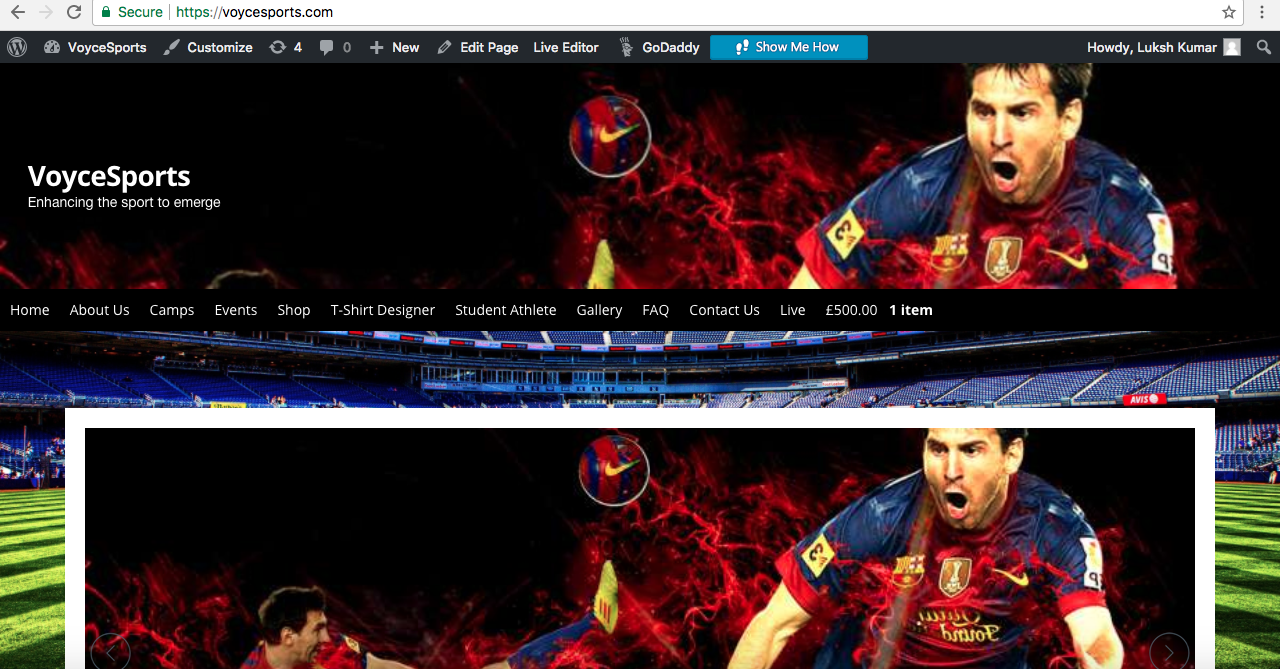 Secure https://voycesports.com
VoyceSports Customize 4 0 New Edit Page Live Editor GoDaddy Show Me How Howdy, Luksh Kumar
VoyceSports
Enhancing the sport to emerge
Home About Us Camps Events Shop T-Shirt Designer Student Athlete Gallery FAQ Contact Us Live £500.00 1 item
AVIS